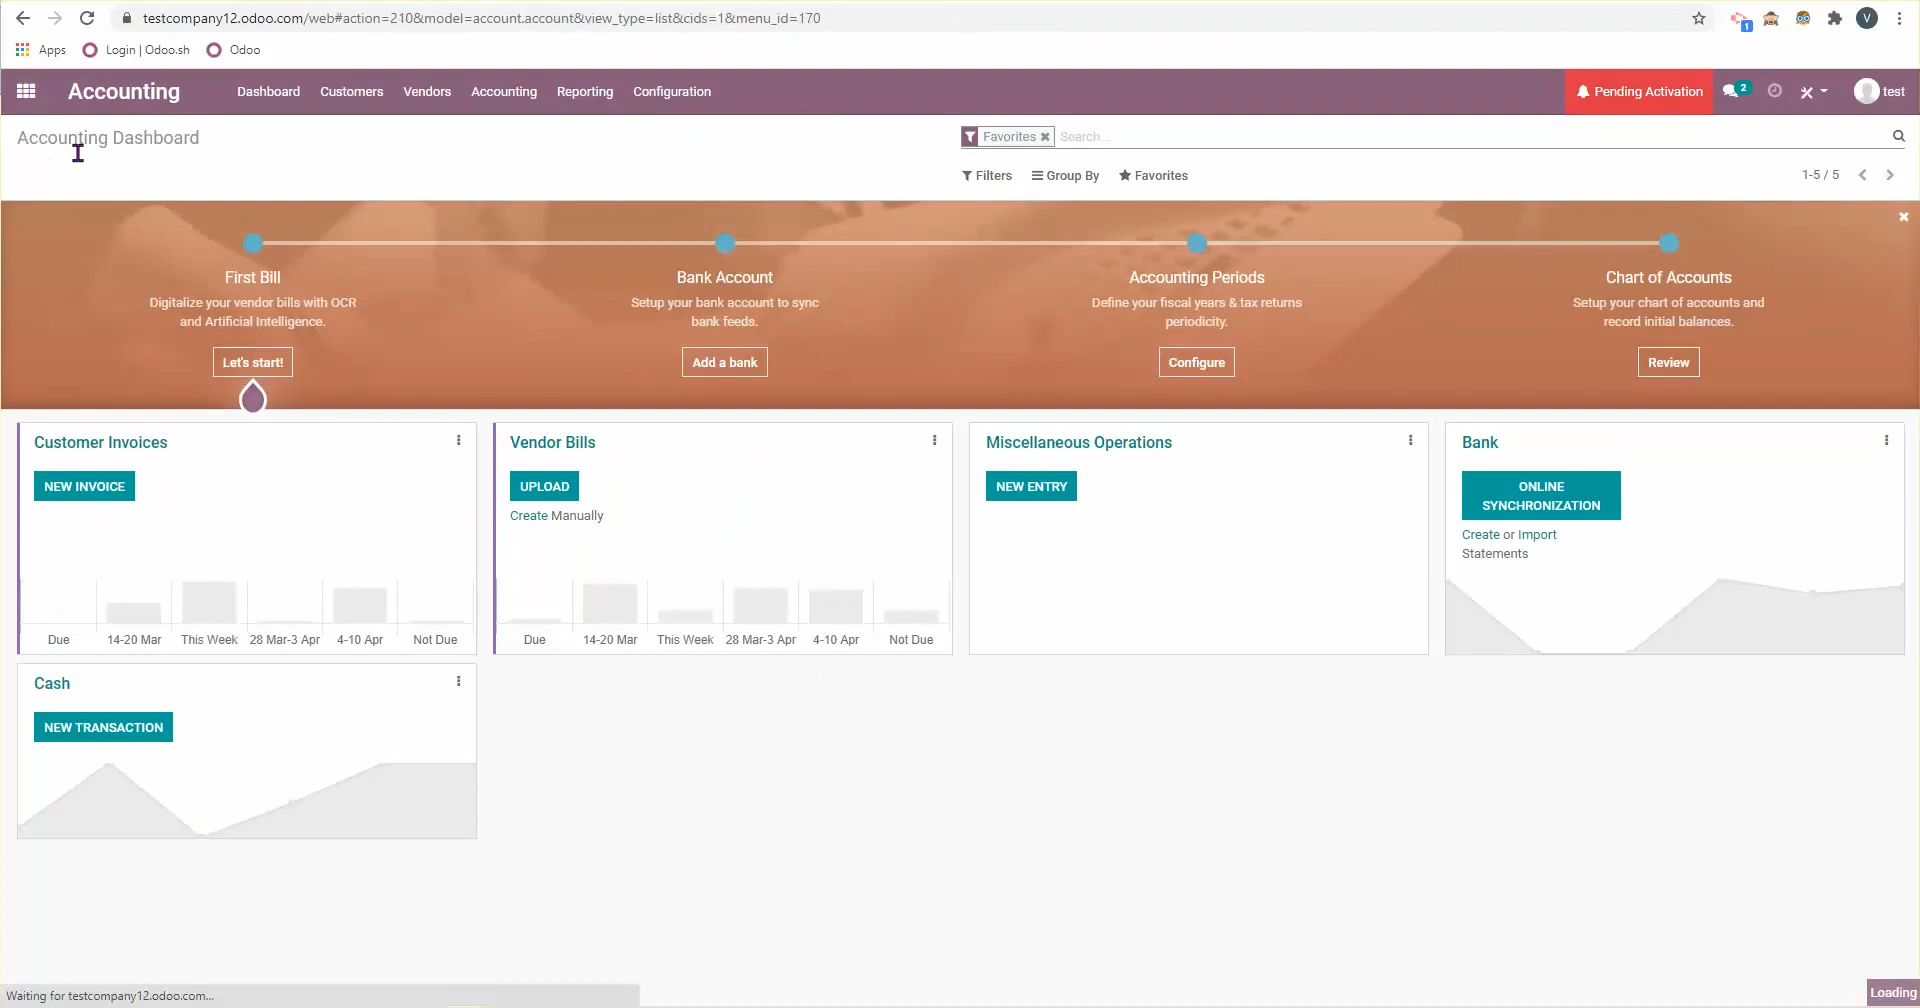 testcompany12.odoo.com/web#action=210&model=account.account&view_type=list&cids=1&menu_id=170
1
V
Apps Login | Odoo.sh Odoo
Accounting Dashboard Customers Vendors Accounting Reporting Configuration Pending Activation 2 test
Accounting Dashboard
Favorites Search...
Filters Group By Favorites 1-5 / 5
First Bill
Digitalize your vendor bills with OCR
and Artificial Intelligence.
Let's start!
Bank Account
Setup your bank account to sync
bank feeds.
Add a bank
Accounting Periods
Define your fiscal years & tax returns
periodicity.
Configure
Chart of Accounts
Setup your chart of accounts and
record initial balances.
Review
Customer Invoices
NEW INVOICE
Due 14-20 Mar This Week 28 Mar-3 Apr 4-10 Apr Not Due
Vendor Bills
UPLOAD
Create Manually
Due 14-20 Mar This Week 28 Mar-3 Apr 4-10 Apr Not Due
Miscellaneous Operations
NEW ENTRY
Bank
ONLINE
SYNCHRONIZATION
Create or Import
Statements
Cash
NEW TRANSACTION
Waiting for testcompany12.odoo.com...
Loading